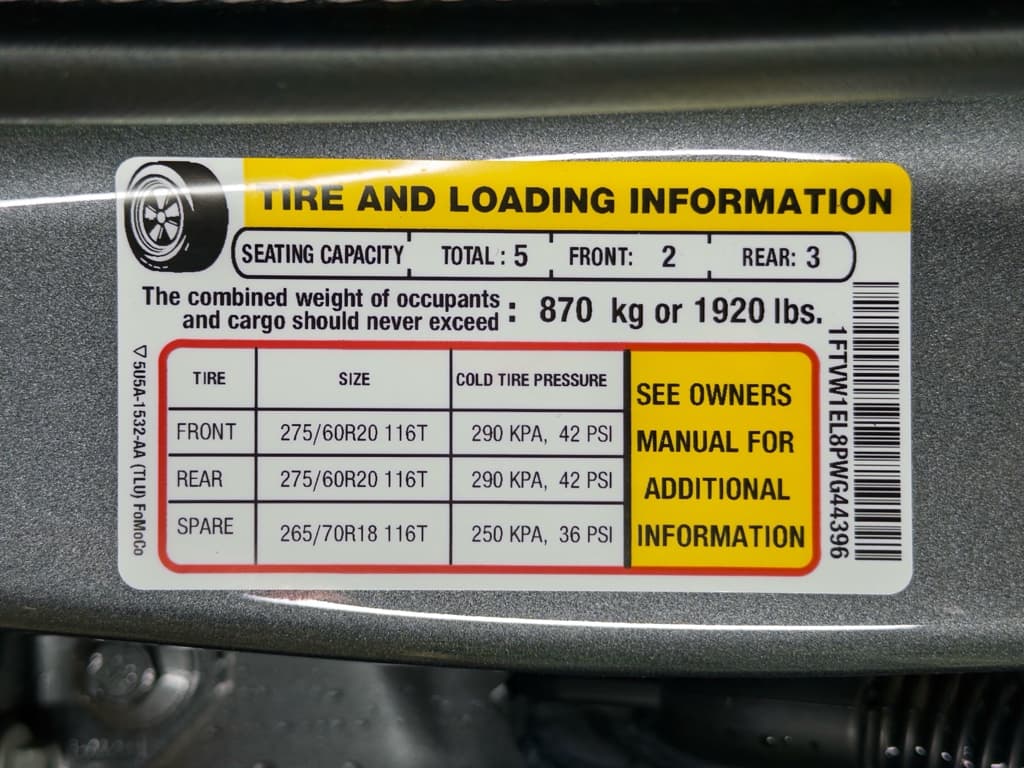 TIRE AND LOADING INFORMATION
SEATING CAPACITY TOTAL : 5 FRONT: 2 REAR: 3
The combined weight of occupants
and cargo should never exceed : 870 kg or 1920 lbs.
TIRE SIZE COLD TIRE PRESSURE
FRONT 275/60R20 116T 290 KPA, 42 PSI
REAR 275/60R20 116T 290 KPA, 42 PSI
SPARE 265/70R18 116T 250 KPA, 36 PSI
SEE OWNERS
MANUAL FOR
ADDITIONAL
INFORMATION
5U5A-1532-AA (TLU) FoMoCo
1FTVW1EL8PWG44396